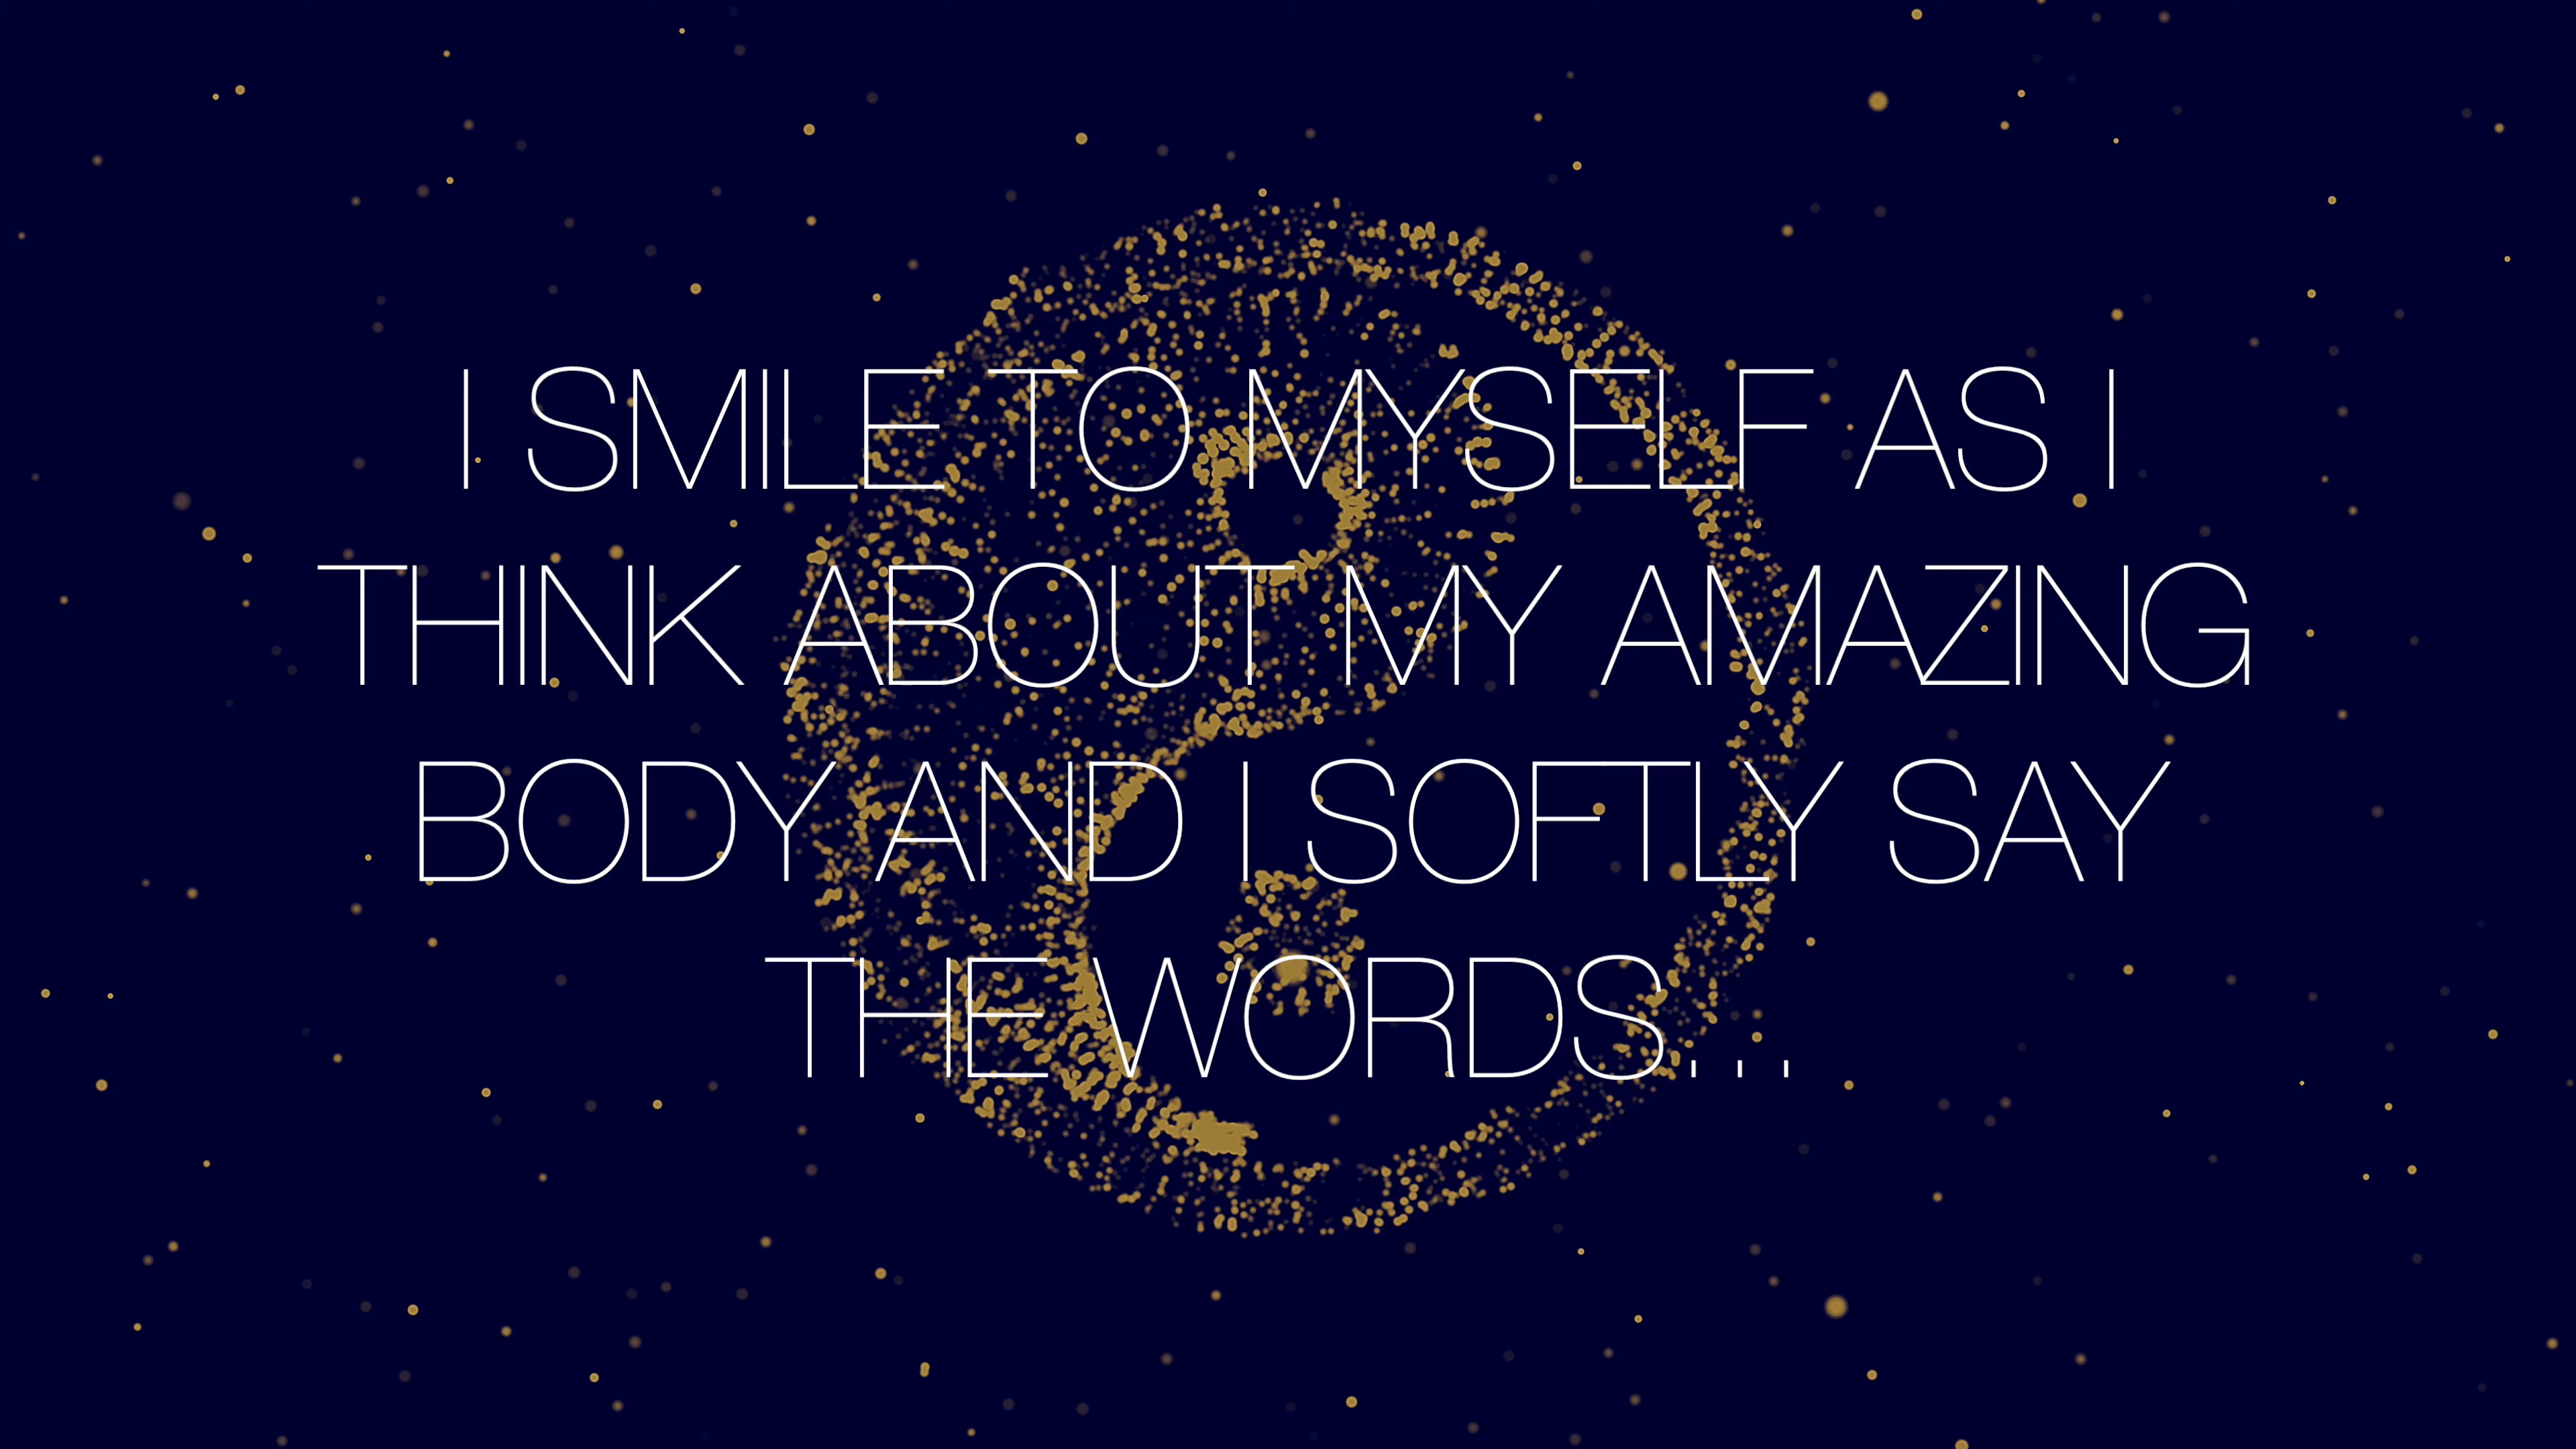 I SMILE TO MYSELF AS I
THINK ABOUT MY AMAZING
BODY AND I SOFTLY SAY
THE WORDS...